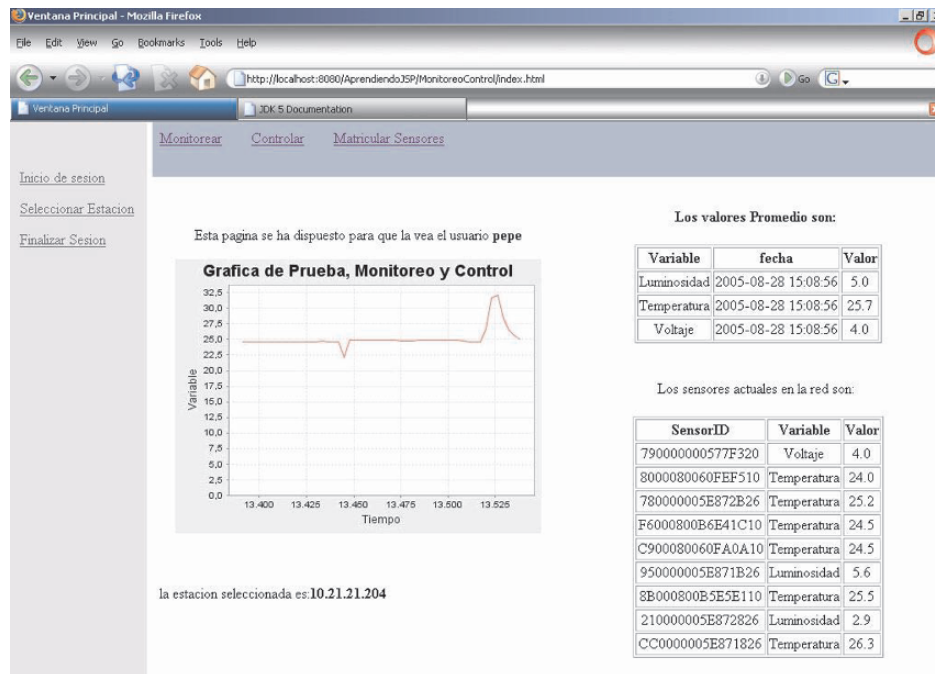 Ventana Principal - Mozilla Firefox
File Edit View Go Bookmarks Tools Help
http://localhost:8080/AprendiendoJSP/MonitoreoControl/index.html
Go
G
Ventana Principal
JDK 5 Documentation
Monitorear Controlar Matricular Sensores
Inicio de sesion
Seleccionar Estacion
Finalizar Sesion
Esta pagina se ha dispuesto para que la vea el usuario pepe
Grafica de Prueba, Monitoreo y Control
Variable
32,5
30,0
27,5
25,0
22,5
20,0
17,5
15,0
12,5
10,0
7,5
5,0
2,5
0,0
13.400 13.425 13.450 13.475 13.500 13.525
Tiempo
la estacion seleccionada es:10.21.21.204
Los valores Promedio son:
Variable fecha Valor
Luminosidad 2005-08-28 15:08:56 5.0
Temperatura 2005-08-28 15:08:56 25.7
Voltaje 2005-08-28 15:08:56 4.0
Los sensores actuales en la red son:
SensorID Variable Valor
790000000577F320 Voltaje 4.0
8000080060FEF510 Temperatura 24.0
780000005E872B26 Temperatura 25.2
F6000800B6E41C10 Temperatura 24.5
C900080060FA0A10 Temperatura 24.5
950000005E871B26 Luminosidad 5.6
8B000800B5E5E110 Temperatura 25.5
210000005E872826 Luminosidad 2.9
CC0000005E871826 Temperatura 26.3